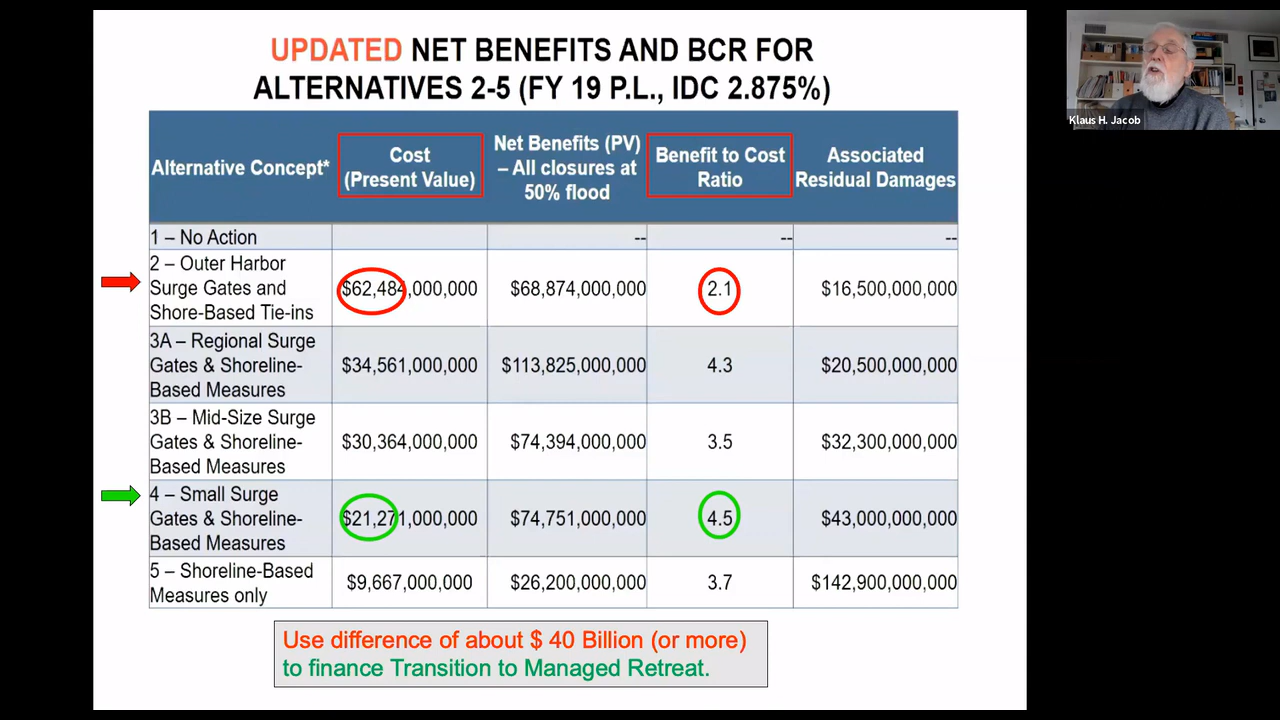 UPDATED NET BENEFITS AND BCR FOR
ALTERNATIVES 2-5 (FY 19 P.L., IDC 2.875%)
Klaus H. Jacob
Alternative Concept*
Cost
(Present Value)
Net Benefits (PV)
– All closures at
50% flood
Benefit to Cost
Ratio
Associated
Residual Damages
1 – No Action
--
--
--
2 – Outer Harbor
Surge Gates and
Shore-Based Tie-ins
$62,484,000,000
$68,874,000,000
2.1
$16,500,000,000
3A – Regional Surge
Gates & Shoreline-
Based Measures
$34,561,000,000
$113,825,000,000
4.3
$20,500,000,000
3B – Mid-Size Surge
Gates & Shoreline-
Based Measures
$30,364,000,000
$74,394,000,000
3.5
$32,300,000,000
4 – Small Surge
Gates & Shoreline-
Based Measures
$21,271,000,000
$74,751,000,000
4.5
$43,000,000,000
5 – Shoreline-Based
Measures only
$9,667,000,000
$26,200,000,000
3.7
$142,900,000,000
Use difference of about $ 40 Billion (or more)
to finance Transition to Managed Retreat.